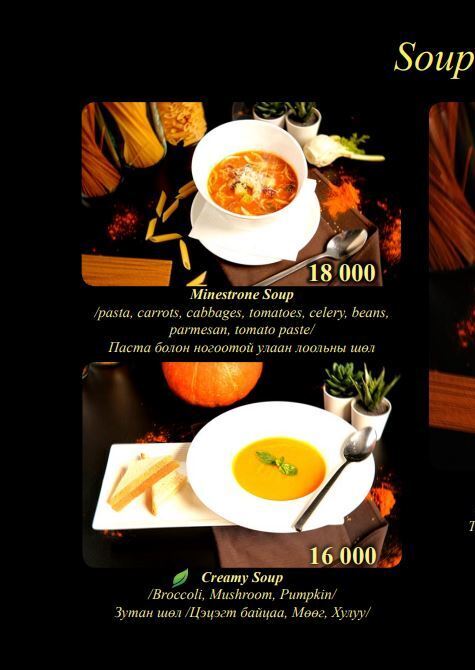 Soup
18 000
Minestrone Soup
/pasta, carrots, cabbages, tomatoes, celery, beans,
parmesan, tomato paste/
Паста болон ногоотой улаан лоольны шөл
16 000
Creamy Soup
/Broccoli, Mushroom, Pumpkin/
Зутан шөл /Цэцэгт байцаа, Мөөг, Хулуу/